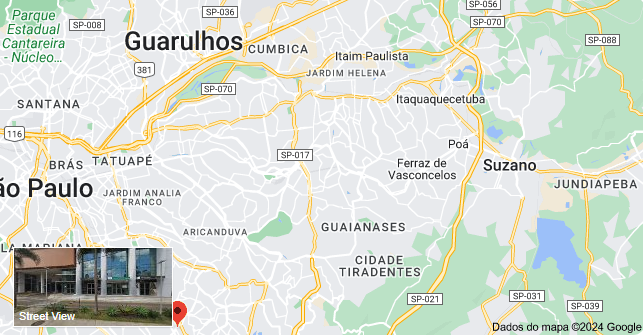 SP-036
SP-056
Parque
Estadual
Cantareira
- Núcleo...
SP-008
SP-070
Guarulhos
CUMBICA
SP-088
Itaim Paulista
381
JARDIM HELENA
SP-070
SANTANA
Itaquaquecetuba
116
Poá
BRÁS
TATUAPÉ
SP-017
Ferraz de
Vasconcelos
Suzano
ão Paulo
JARDIM ANALIA
FRANCO
JUNDIAPEBA
ARICANDUVA
GUAIANASES
LA MARIANA
CIDADE
TIRADENTES
SP-021
SP-031
SP-039
Street View
Dados do mapa ©2024 Google